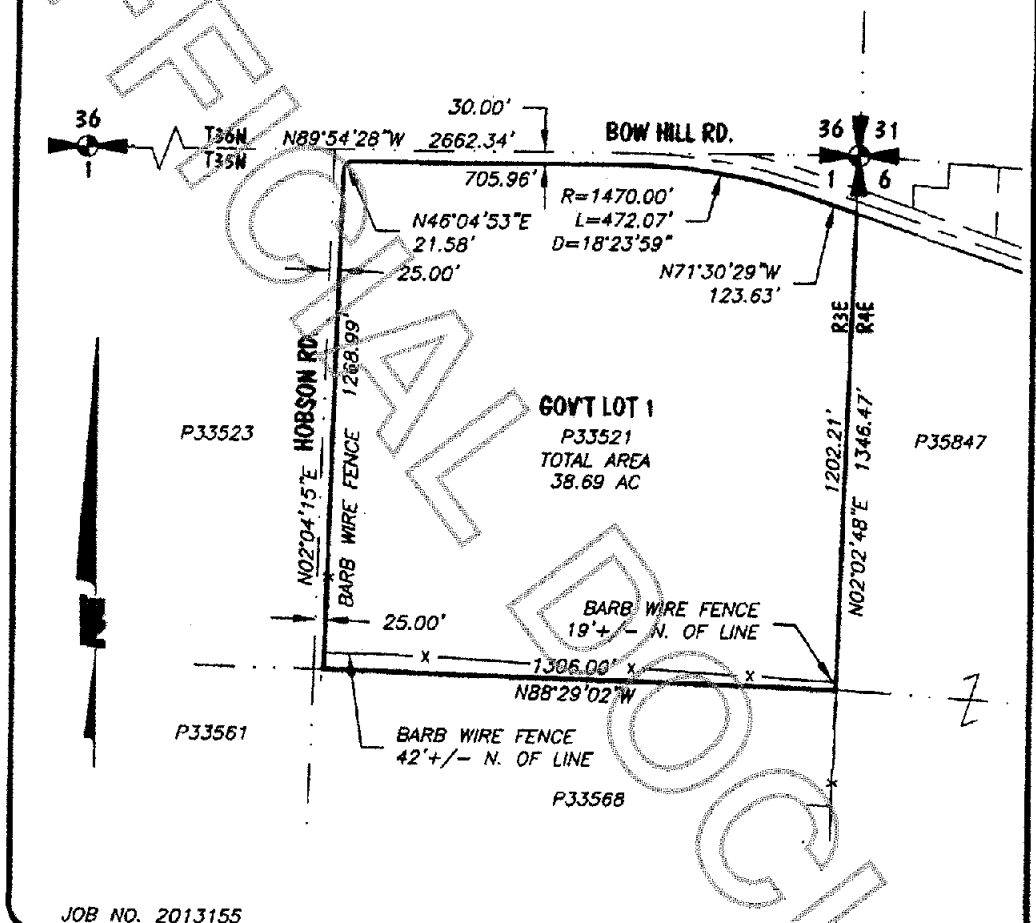 36
1
T36N
T35N
N89°54'28"W 2662.34'
30.00'
BOW HILL RD.
36 31
1 6
705.96'
R=1470.00'
L=472.07'
D=18°23'59"
N46°04'53"E
21.58'
25.00'
N71°30'29"W
123.63'
R3E
R4E
HOBSON RD.
1268.99'
N02°04'15"E
BARB WIRE FENCE
P33523
GOV'T LOT 1
P33521
TOTAL AREA
38.69 AC
1202.21'
1346.47'
N02°02'48"E
P35847
25.00'
BARB WIRE FENCE
19'+/- N. OF LINE
x x x
1306.00'
N88°29'02"W
P33561
BARB WIRE FENCE
42'+/- N. OF LINE
P33568
JOB NO. 2013155
FICIAL DOC